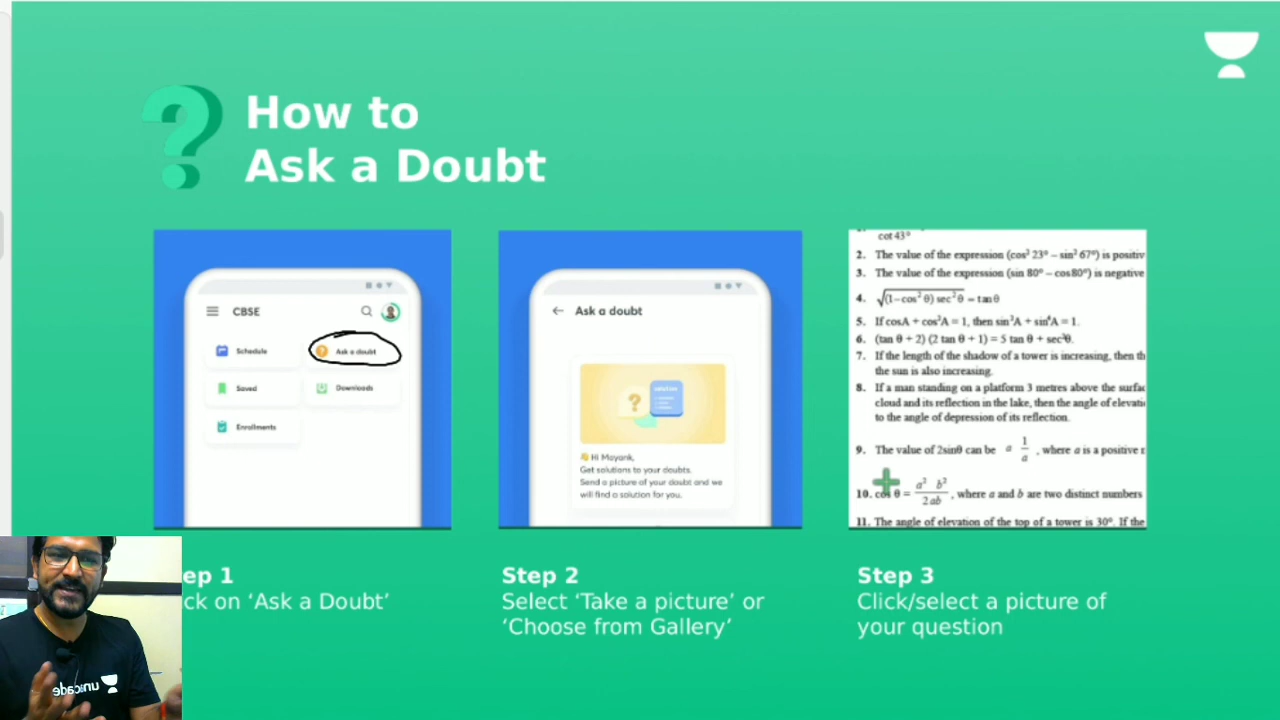 How to
Ask a Doubt
CBSE
Schedule
Ask a doubt
Saved
Downloads
Enrollments
Ask a doubt
solution
👋 Hi Mayank,
Get solutions to your doubts.
Send a picture of your doubt and we
will find a solution for you.
cot 43°
2. The value of the expression (cos² 23° – sin² 67°) is positiv
3. The value of the expression (sin 80° – cos80°) is negative
4. √(1–cos² θ) sec² θ = tan θ
5. If cosA + cos²A = 1, then sin²A + sin⁴A = 1.
6. (tan θ + 2) (2 tan θ + 1) = 5 tan θ + sec²θ.
7. If the length of the shadow of a tower is increasing, then th
the sun is also increasing.
8. If a man standing on a platform 3 metres above the surfac
cloud and its reflection in the lake, then the angle of elevati
to the angle of depression of its reflection.
9. The value of 2sinθ can be a 1/a , where a is a positive
10. cos θ = a² b²/2ab , where a and b are two distinct numbers
11. The angle of elevation of the top of a tower is 30°. If the
ep 1
ck on ‘Ask a Doubt’
Step 2
Select ‘Take a picture’ or
‘Choose from Gallery’
Step 3
Click/select a picture of
your question